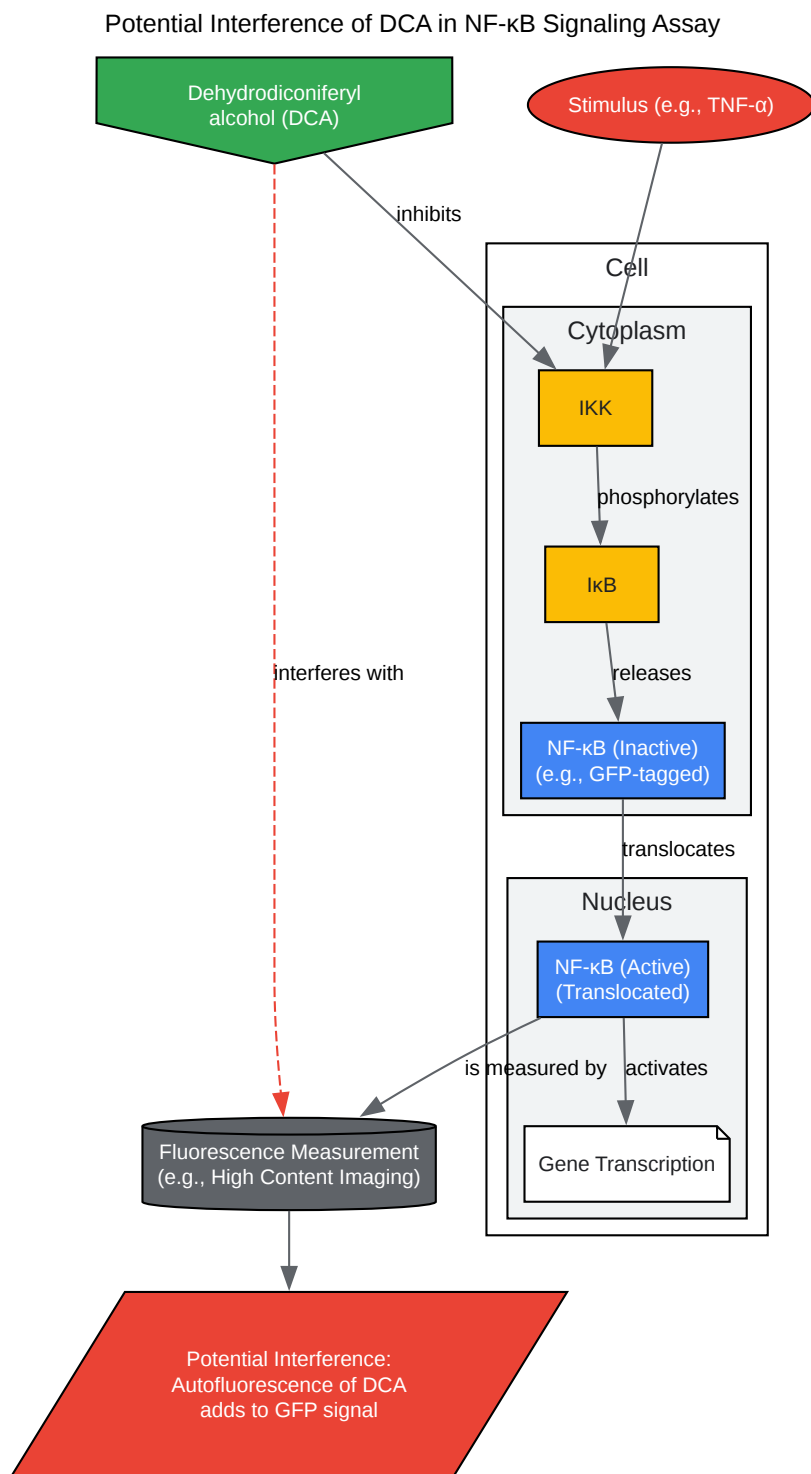 Potential Interference of DCA in NF-κB Signaling Assay
Dehydrodiconiferyl
alcohol (DCA)
Stimulus (e.g., TNF-α)
inhibits
Cell
Cytoplasm
IKK
phosphorylates
IκB
interferes with
releases
NF-κB (Inactive)
(e.g., GFP-tagged)
translocates
Nucleus
NF-κB (Active)
(Translocated)
is measured by
activates
Fluorescence Measurement
(e.g., High Content Imaging)
Gene Transcription
Potential Interference:
Autofluorescence of DCA
adds to GFP signal